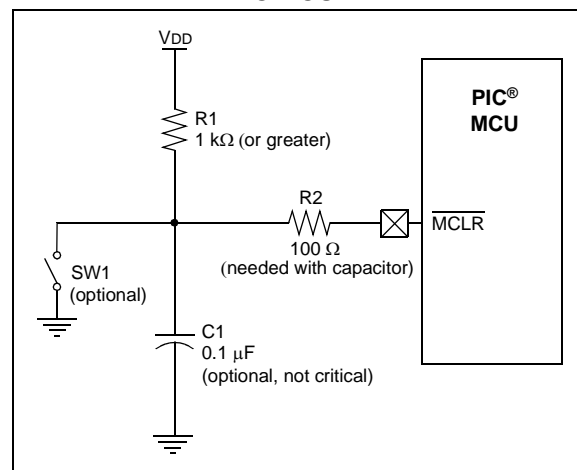 VDD
PIC®
MCU
R1
1 kΩ (or greater)
R2
MCLR
100 Ω
(needed with capacitor)
SW1
(optional)
C1
0.1 μF
(optional, not critical)